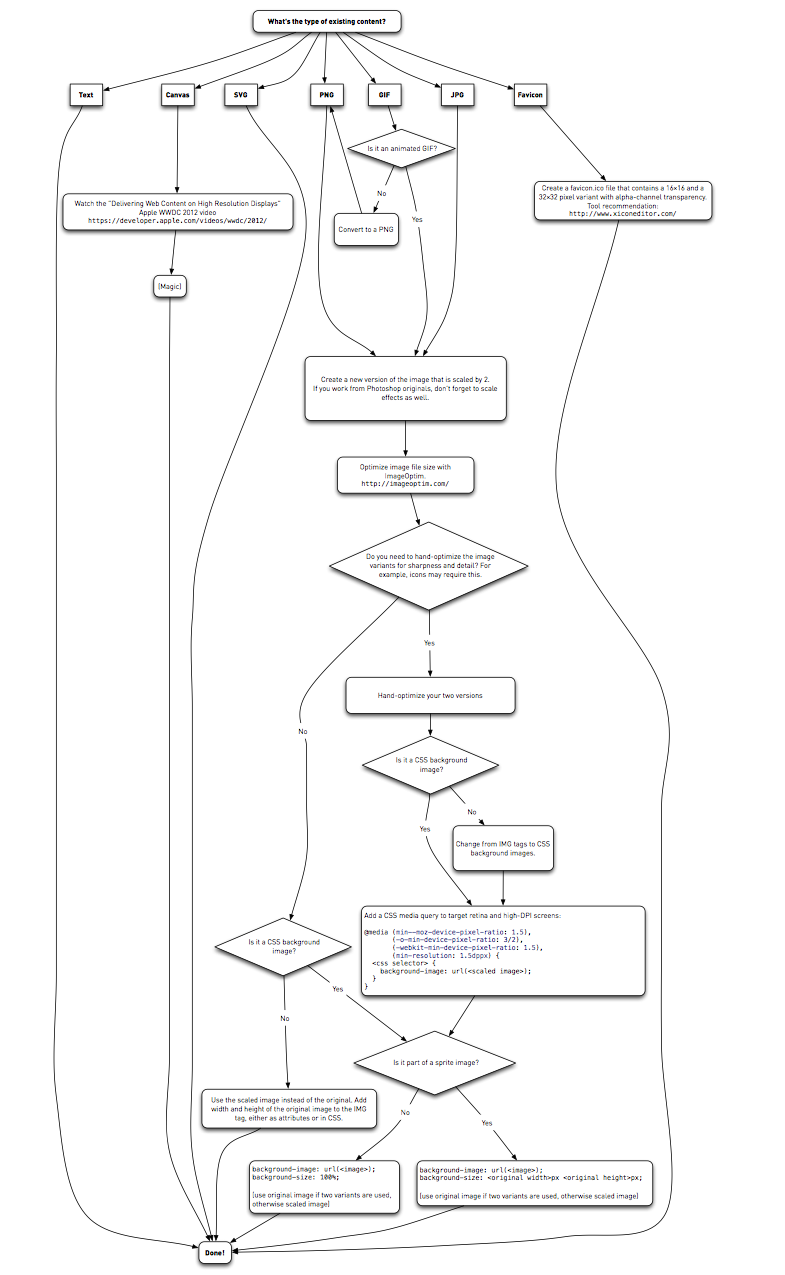 What's the type of existing content?
Text
Canvas
SVG
PNG
GIF
JPG
Favicon
Is it an animated GIF?
No
Yes
Convert to a PNG
Create a favicon.ico file that contains a 16×16 and a
32×32 pixel variant with alpha-channel transparency.
Tool recommendation:
http://www.xiconeditor.com/
Watch the "Delivering Web Content on High Resolution Displays"
Apple WWDC 2012 video
https://developer.apple.com/videos/wwdc/2012/
[Magic]
Create a new version of the image that is scaled by 2.
If you work from Photoshop originals, don't forget to scale
effects as well.
Optimize image file size with
ImageOptim.
http://imageoptim.com/
Do you need to hand-optimize the image
variants for sharpness and detail? For
example, icons may require this.
Yes
No
Hand-optimize your two versions
Is it a CSS background
image?
No
Yes
Change from IMG tags to CSS
background images.
Add a CSS media query to target retina and high-DPI screens:
@media (min--moz-device-pixel-ratio: 1.5),
(-o-min-device-pixel-ratio: 3/2),
(-webkit-min-device-pixel-ratio: 1.5),
(min-resolution: 1.5dppx) {
<css selector> {
background-image: url(<scaled image>);
}
}
Is it a CSS background
image?
Yes
No
Is it part of a sprite image?
No
Yes
Use the scaled image instead of the original. Add
width and height of the original image to the IMG
tag, either as attributes or in CSS.
background-image: url(<image>);
background-size: 100%;
[use original image if two variants are used,
otherwise scaled image]
background-image: url(<image>);
background-size: <original width>px <original height>px;
[use original image if two variants are used, otherwise scaled image]
Done!